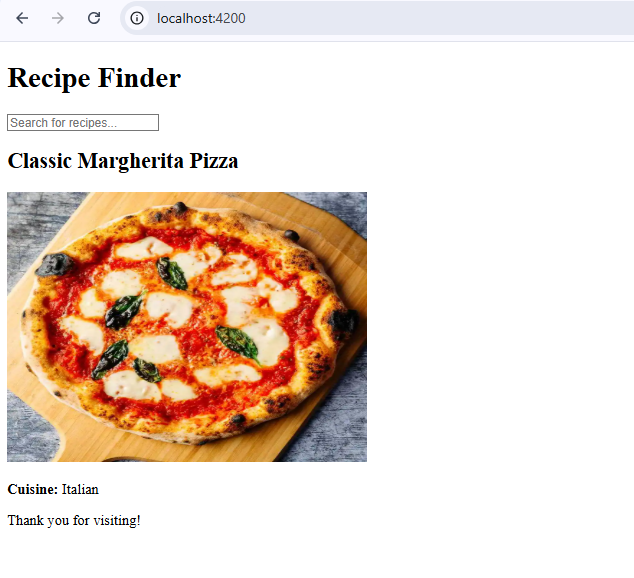 localhost:4200
Recipe Finder
Search for recipes...
Classic Margherita Pizza
Cuisine: Italian
Thank you for visiting!